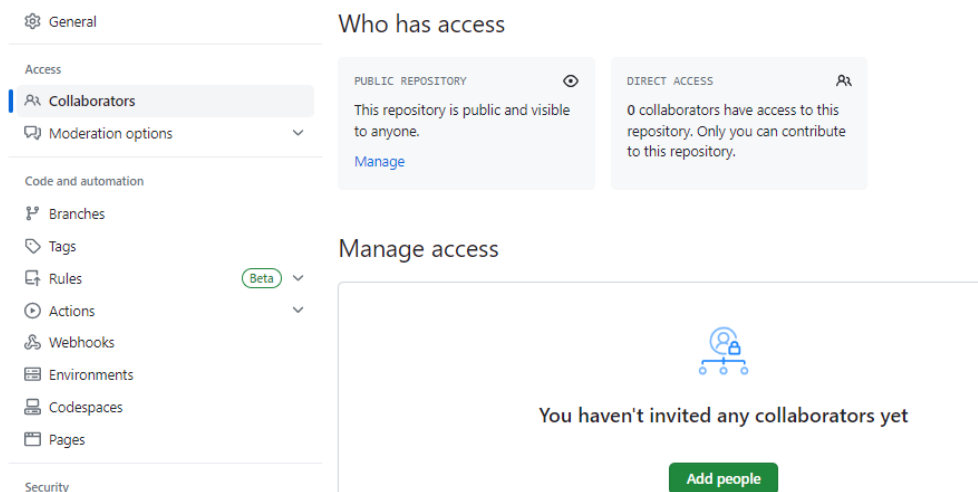 General
Access
Collaborators
Moderation options
Code and automation
Branches
Tags
Rules Beta
Actions
Webhooks
Environments
Codespaces
Pages
Security
Who has access
PUBLIC REPOSITORY
This repository is public and visible
to anyone.
Manage
DIRECT ACCESS
0 collaborators have access to this
repository. Only you can contribute
to this repository.
Manage access
You haven't invited any collaborators yet
Add people